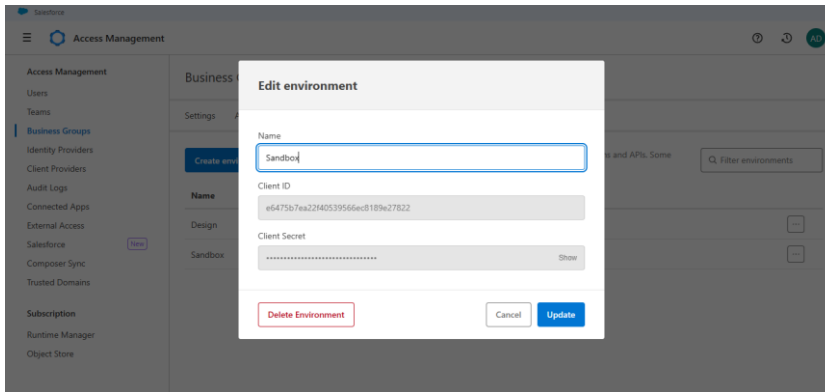 Salesforce
Access Management
AD
Access Management
Users
Teams
Business Groups
Identity Providers
Client Providers
Audit Logs
Connected Apps
External Access
Salesforce New
Composer Sync
Trusted Domains
Subscription
Runtime Manager
Object Store
Business
Settings
Create envi
s and APIs. Some
Filter environments
Name
Design
Sandbox
Edit environment
Name
Sandbox
Client ID
e6475b7ea22f40539566ec8189e27822
Client Secret
••••••••••••••••••••••••••••••••
Show
Delete Environment
Cancel
Update